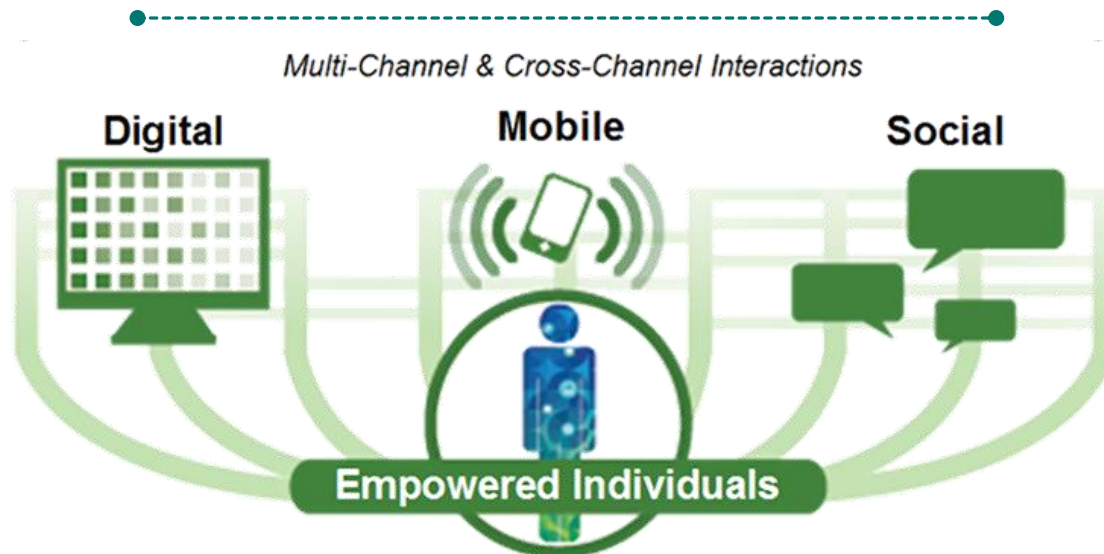 Multi-Channel & Cross-Channel Interactions
Digital
Mobile
Social
Empowered Individuals